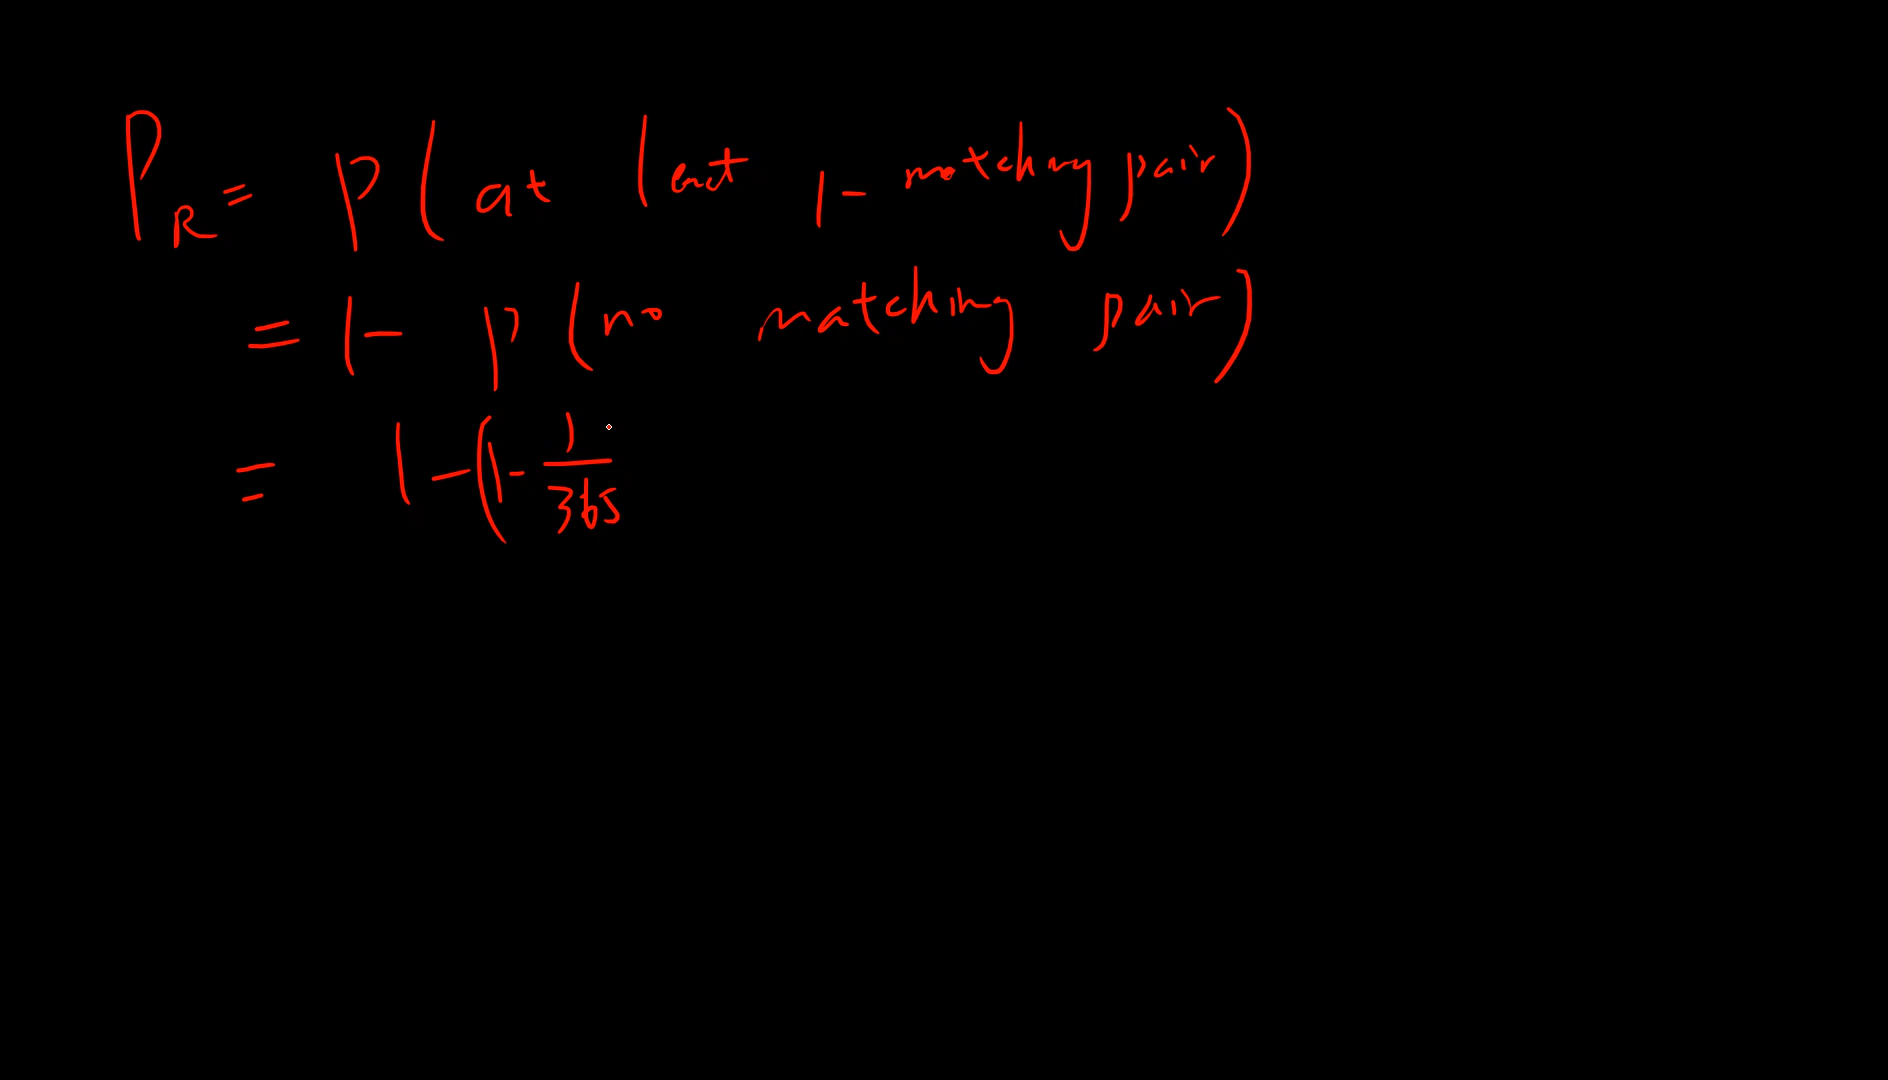 P_R = P(at least 1-matching pair)
= 1 - P(no matching pair)
= 1 - (1 - 1/365